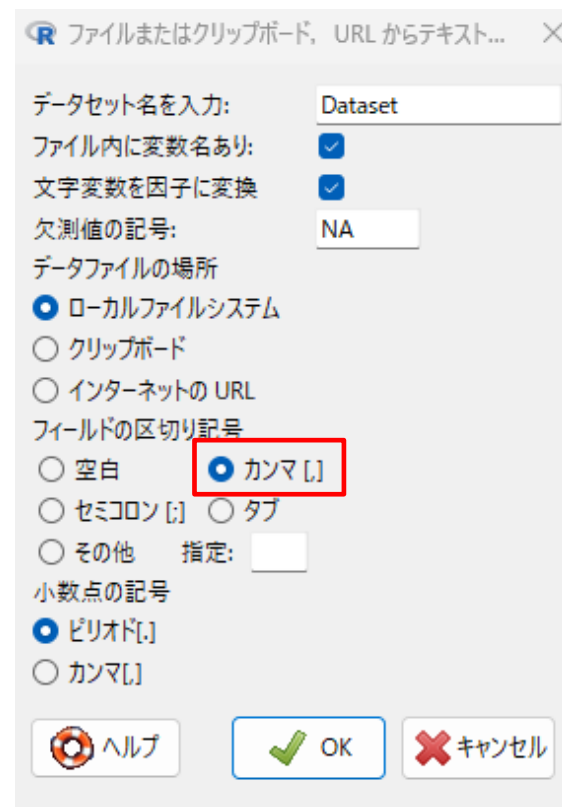 ファイルまたはクリップボード, URL からテキスト...
データセット名を入力: Dataset
ファイル内に変数名あり:
文字変数を因子に変換
欠測値の記号: NA
データファイルの場所
ローカルファイルシステム
クリップボード
インターネットの URL
フィールドの区切り記号
空白 カンマ [,]
セミコロン [;] タブ
その他 指定:
小数点の記号
ピリオド[.]
カンマ[,]
ヘルプ OK キャンセル